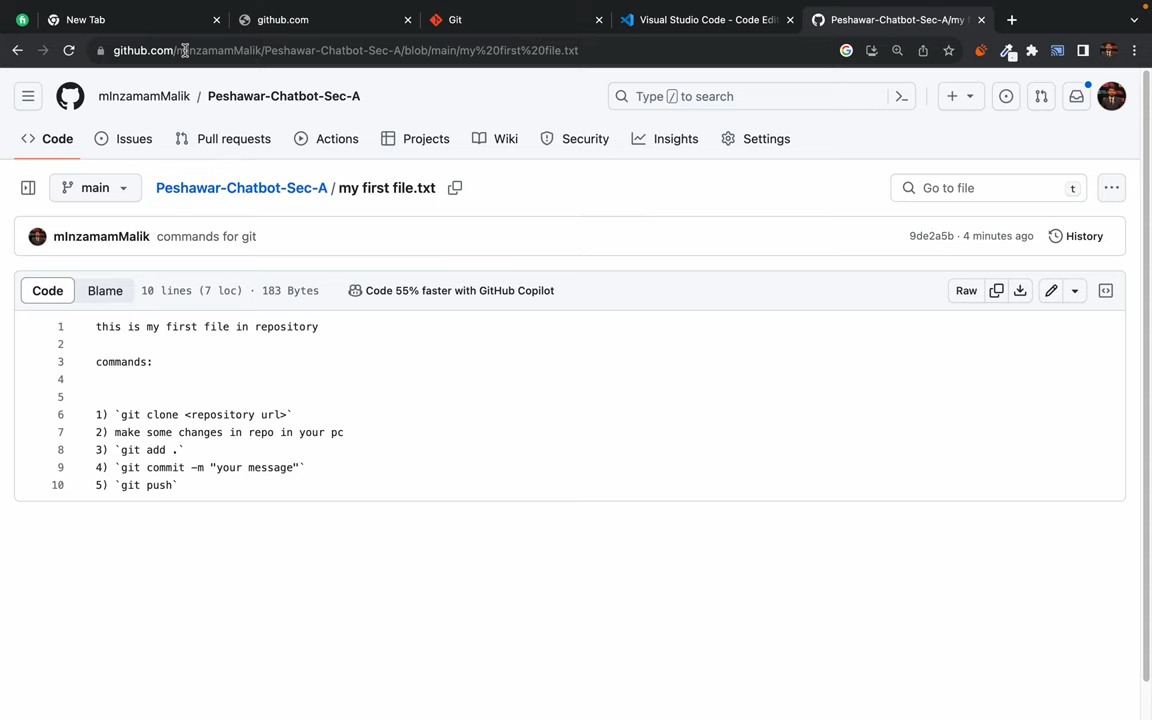 New Tab
github.com
Git
Visual Studio Code - Code Edi
Peshawar-Chatbot-Sec-A/my
github.com/mInzamamMalik/Peshawar-Chatbot-Sec-A/blob/main/my%20first%20file.txt
mInzamamMalik / Peshawar-Chatbot-Sec-A
Type / to search
Code
Issues
Pull requests
Actions
Projects
Wiki
Security
Insights
Settings
main
Peshawar-Chatbot-Sec-A / my first file.txt
Go to file
t
mInzamamMalik commands for git
9de2a5b · 4 minutes ago
History
Code
Blame
10 lines (7 loc) · 183 Bytes
Code 55% faster with GitHub Copilot
Raw
1 this is my first file in repository
2
3 commands:
4
5
6 1) `git clone <repository url>`
7 2) make some changes in repo in your pc
8 3) `git add .`
9 4) `git commit -m "your message"`
10 5) `git push`